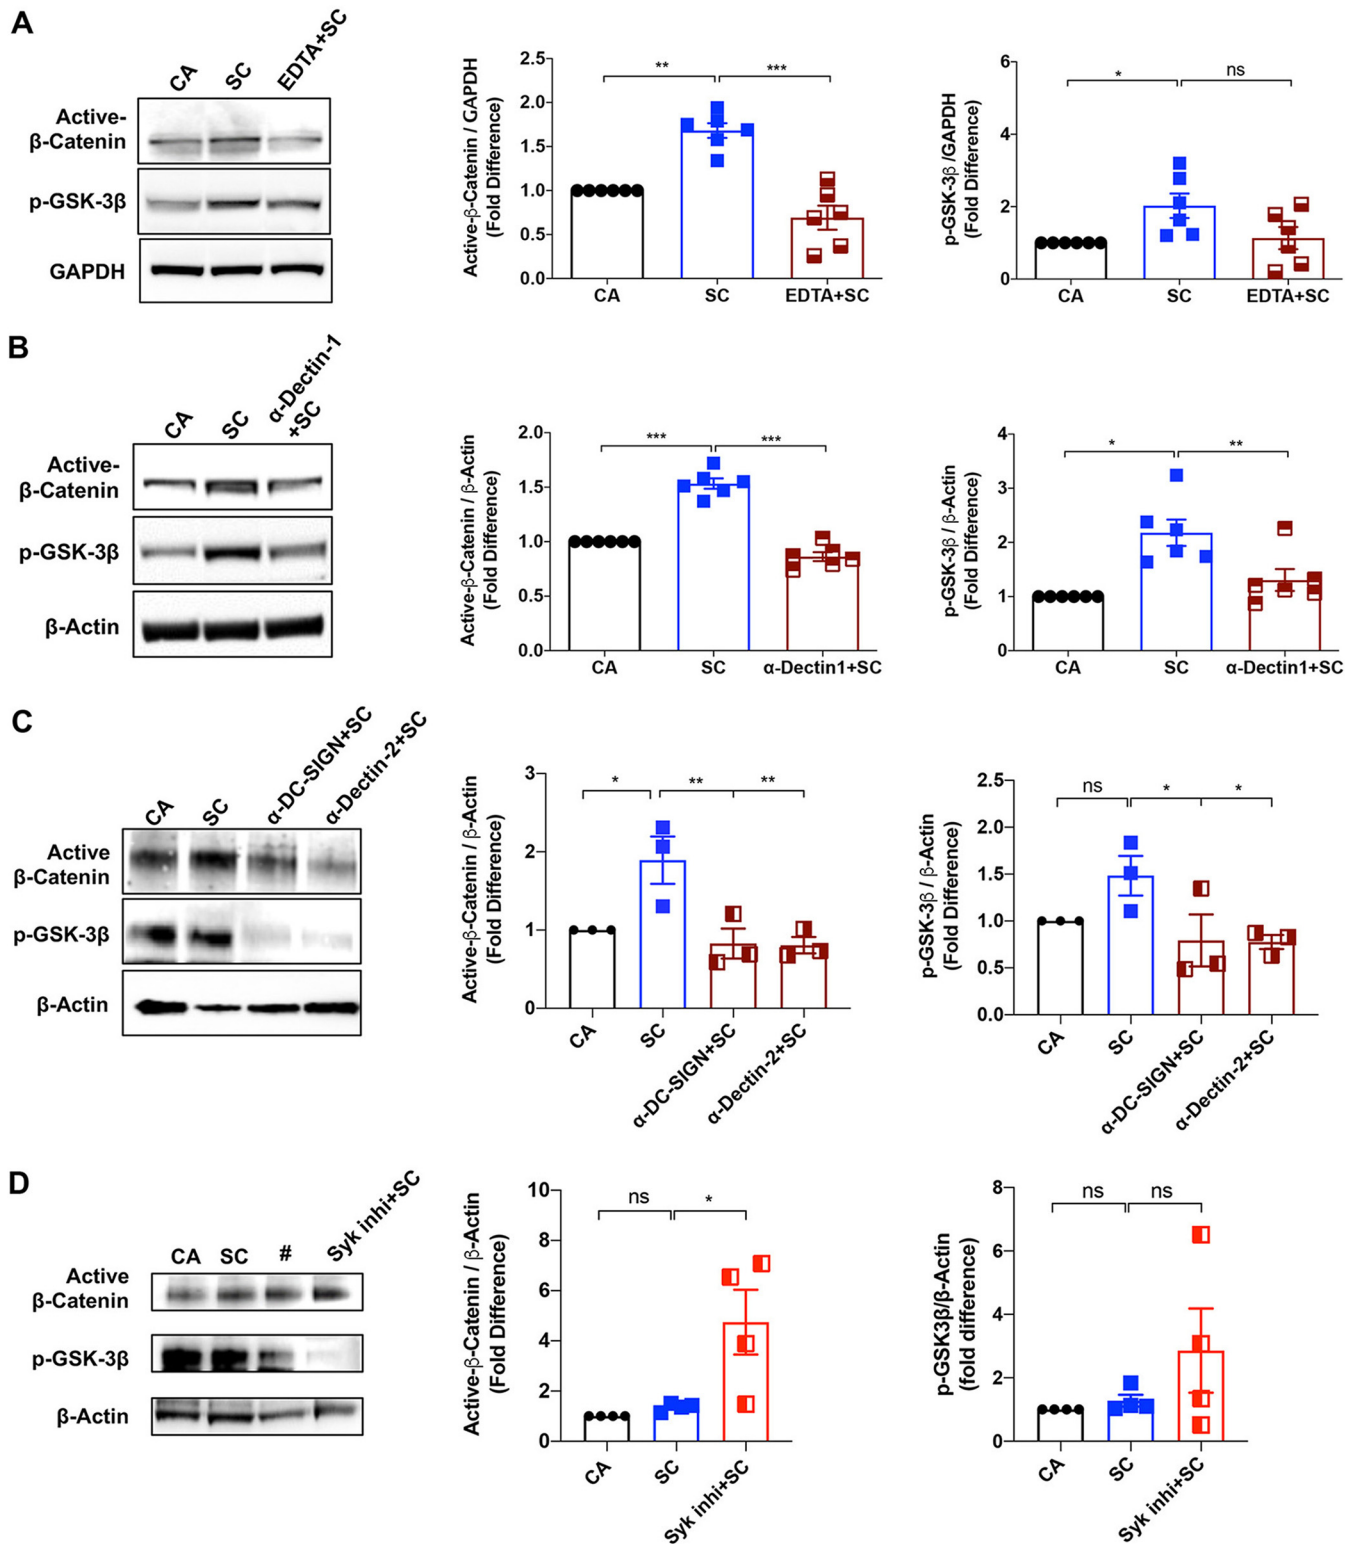 A
CA
SC
EDTA+SC
Active-
β-Catenin
p-GSK-3β
GAPDH
Active-β-Catenin / GAPDH
(Fold Difference)
2.5
2.0
1.5
1.0
0.5
0.0
**
***
CA
SC
EDTA+SC
p-GSK-3β /GAPDH
(Fold Difference)
6
4
2
0
*
ns
CA
SC
EDTA+SC
B
CA
SC
α-Dectin-1
+SC
Active-
β-Catenin
p-GSK-3β
β-Actin
Active-β-Catenin / β-Actin
(Fold Difference)
2.0
1.5
1.0
0.5
0.0
***
***
CA
SC
α-Dectin1+SC
p-GSK-3β / β-Actin
(Fold Difference)
4
3
2
1
0
*
**
CA
SC
α-Dectin1+SC
C
CA
SC
α-DC-SIGN+SC
α-Dectin-2+SC
Active
β-Catenin
p-GSK-3β
β-Actin
Active-β-Catenin / β-Actin
(Fold Difference)
3
2
1
0
*
**
**
CA
SC
α-DC-SIGN+SC
α-Dectin-2+SC
p-GSK-3β / β-Actin
(Fold Difference)
2.5
2.0
1.5
1.0
0.5
0.0
ns
*
*
CA
SC
α-DC-SIGN+SC
α-Dectin-2+SC
D
CA
SC
#
Syk inhi+SC
Active
β-Catenin
p-GSK-3β
β-Actin
Active-β-Catenin / β-Actin
(Fold Difference)
10
8
6
4
2
0
ns
*
CA
SC
Syk inhi+SC
p-GSK3β/β-Actin
(fold difference)
8
6
4
2
0
ns
ns
CA
SC
Syk inhi+SC